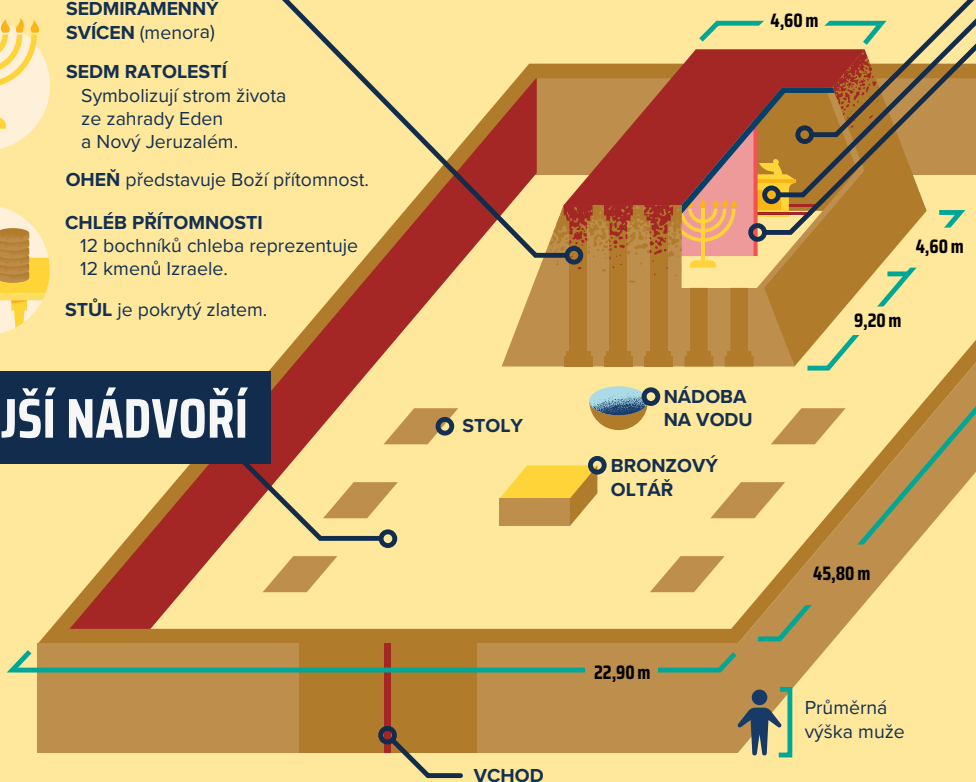 SEDMIRAMENNÝ
SVÍCEN (menora)
SEDM RATOLESTÍ
Symbolizují strom života
ze zahrady Eden
a Nový Jeruzalém.
OHEŇ představuje Boží přítomnost.
CHLÉB PŘÍTOMNOSTI
12 bochníků chleba reprezentuje
12 kmenů Izraele.
STŮL je pokrytý zlatem.
JŠÍ NÁDVOŘÍ
4,60 m
4,60 m
9,20 m
NÁDOBA
NA VODU
STOLY
BRONZOVÝ
OLTÁŘ
45,80 m
22,90 m
Průměrná
výška muže
VCHOD